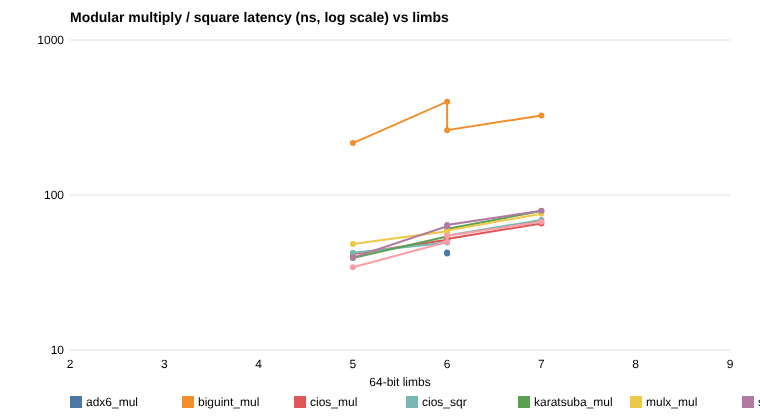 Modular multiply / square latency (ns, log scale) vs limbs
1000
100
10
2 3 4 5 6 7 8 9
64-bit limbs
adx6_mul biguint_mul cios_mul cios_sqr karatsuba_mul mulx_mul